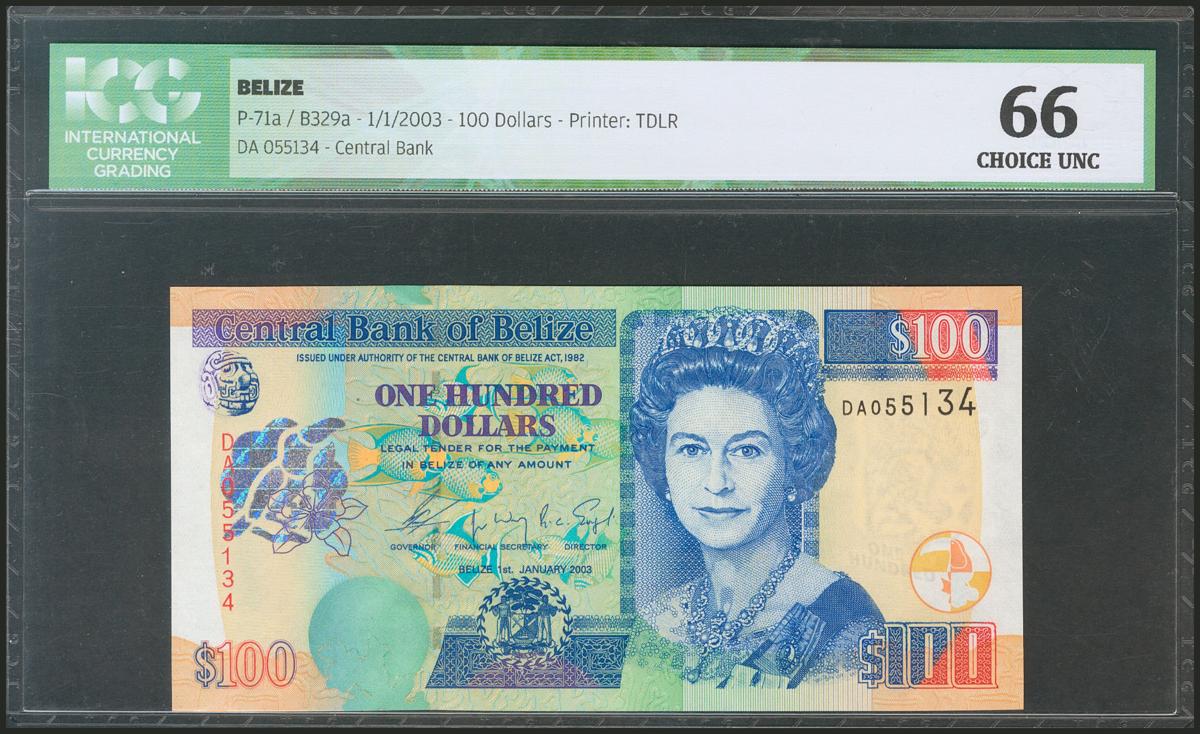 ICG
INTERNATIONAL
CURRENCY
GRADING
BELIZE
P-71a / B329a - 1/1/2003 - 100 Dollars - Printer: TDLR
DA 055134 - Central Bank
66
CHOICE UNC
Central Bank of Belize
$100
ISSUED UNDER AUTHORITY OF THE CENTRAL BANK OF BELIZE ACT, 1982
ONE HUNDRED
DOLLARS
DA055134
LEGAL TENDER FOR THE PAYMENT
IN BELIZE OF ANY AMOUNT
DA055134
GOVERNOR FINANCIAL SECRETARY DIRECTOR
BELIZE 1st. JANUARY 2003
$100
$100